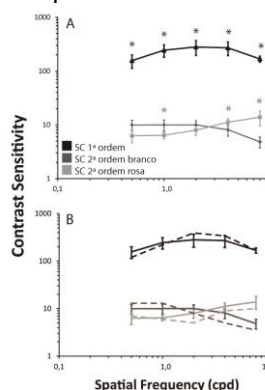 A
*
*
*
*
*
1000
100
*
*
*
10
SC 1ª ordem
SC 2ª ordem branco
SC 2ª ordem rosa
1
0,1
1,0
B
1000
100
10
1
0,1
1,0
Contrast Sensitivity
Spatial Frequency (cpd)